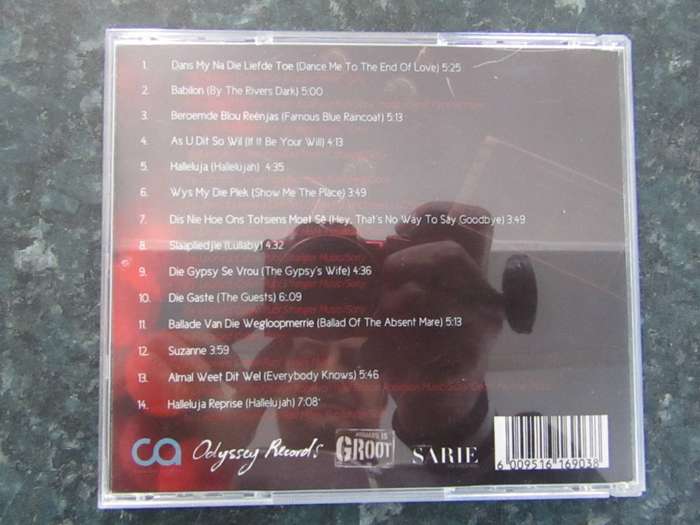 1. Dans My Na Die Liefde Toe (Dance Me To The End Of Love) 5:25
2. Babilon (By The Rivers Dark) 5:00
3. Beroemde Blou Reënjas (Famous Blue Raincoat) 5:13
4. As U Dit So Wil (If It Be Your Will) 4:13
5. Halleluja (Hallelujah) 4:35
6. Wys My Die Plek (Show Me The Place) 3:49
7. Dis Nie Hoe Ons Totsiens Moet Sê (Hey, That's No Way To Say Goodbye) 3:49
8. Slaapliedjie (Lullaby) 4:32
9. Die Gypsy Se Vrou (The Gypsy's Wife) 4:36
10. Die Gaste (The Guests) 6:09
11. Ballade Van Die Wegloopmerrie (Ballad Of The Absent Mare) 5:13
12. Suzanne 3:59
13. Almal Weet Dit Wel (Everybody Knows) 5:46
14. Halleluja Reprise (Hallelujah) 7:08
ca Odyssey Records GROOT SARIE
6 009516 169038